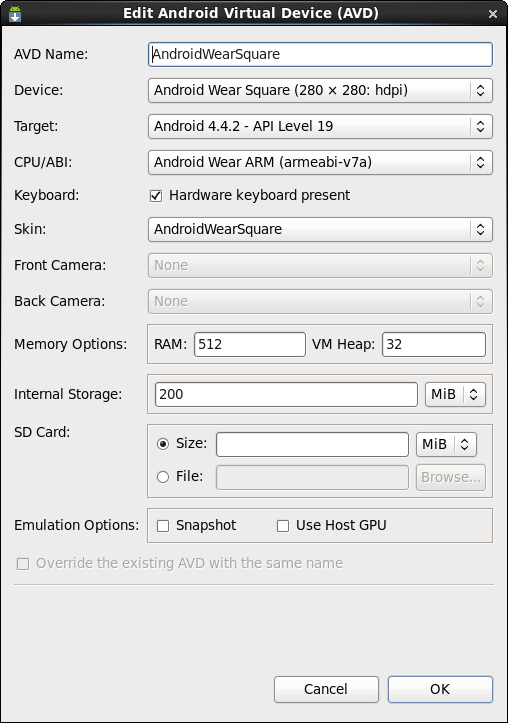 Edit Android Virtual Device (AVD)
AVD Name: AndroidWearSquare
Device: Android Wear Square (280 × 280: hdpi)
Target: Android 4.4.2 - API Level 19
CPU/ABI: Android Wear ARM (armeabi-v7a)
Keyboard: Hardware keyboard present
Skin: AndroidWearSquare
Front Camera: None
Back Camera: None
Memory Options: RAM: 512 VM Heap: 32
Internal Storage: 200 MiB
SD Card:
Size: MiB
File: Browse...
Emulation Options: Snapshot Use Host GPU
Override the existing AVD with the same name
Cancel OK